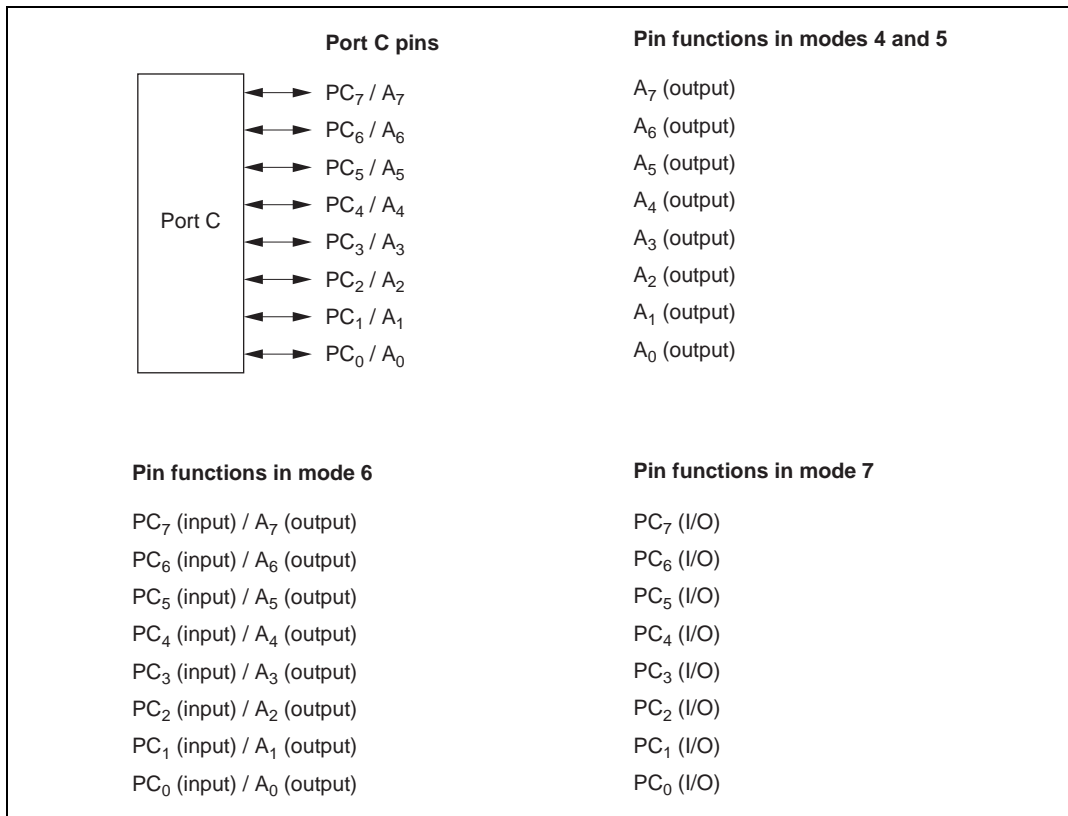 Port C pins
Port C
PC7 / A7
PC6 / A6
PC5 / A5
PC4 / A4
PC3 / A3
PC2 / A2
PC1 / A1
PC0 / A0
Pin functions in modes 4 and 5
A7 (output)
A6 (output)
A5 (output)
A4 (output)
A3 (output)
A2 (output)
A1 (output)
A0 (output)
Pin functions in mode 6
PC7 (input) / A7 (output)
PC6 (input) / A6 (output)
PC5 (input) / A5 (output)
PC4 (input) / A4 (output)
PC3 (input) / A3 (output)
PC2 (input) / A2 (output)
PC1 (input) / A1 (output)
PC0 (input) / A0 (output)
Pin functions in mode 7
PC7 (I/O)
PC6 (I/O)
PC5 (I/O)
PC4 (I/O)
PC3 (I/O)
PC2 (I/O)
PC1 (I/O)
PC0 (I/O)